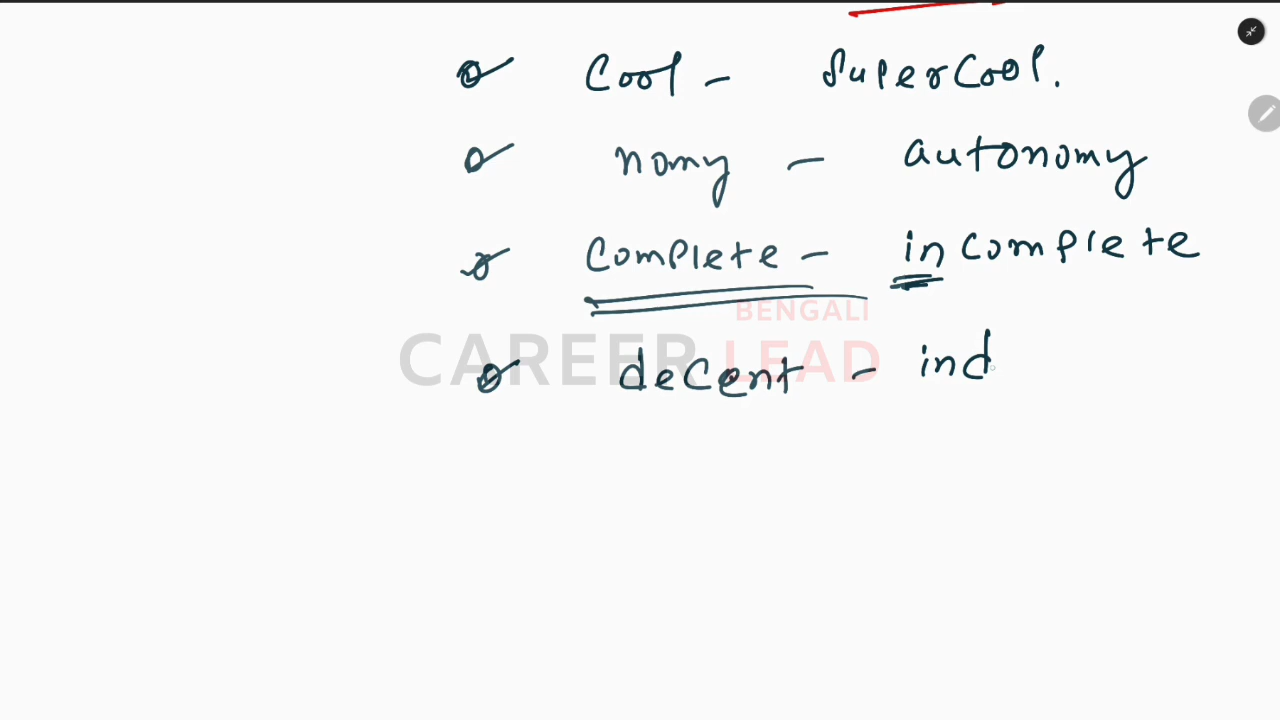 Cool - SuperCool.
nomy - autonomy
Complete - incomplete
BENGALI
CAREER LEAD
decent - ind